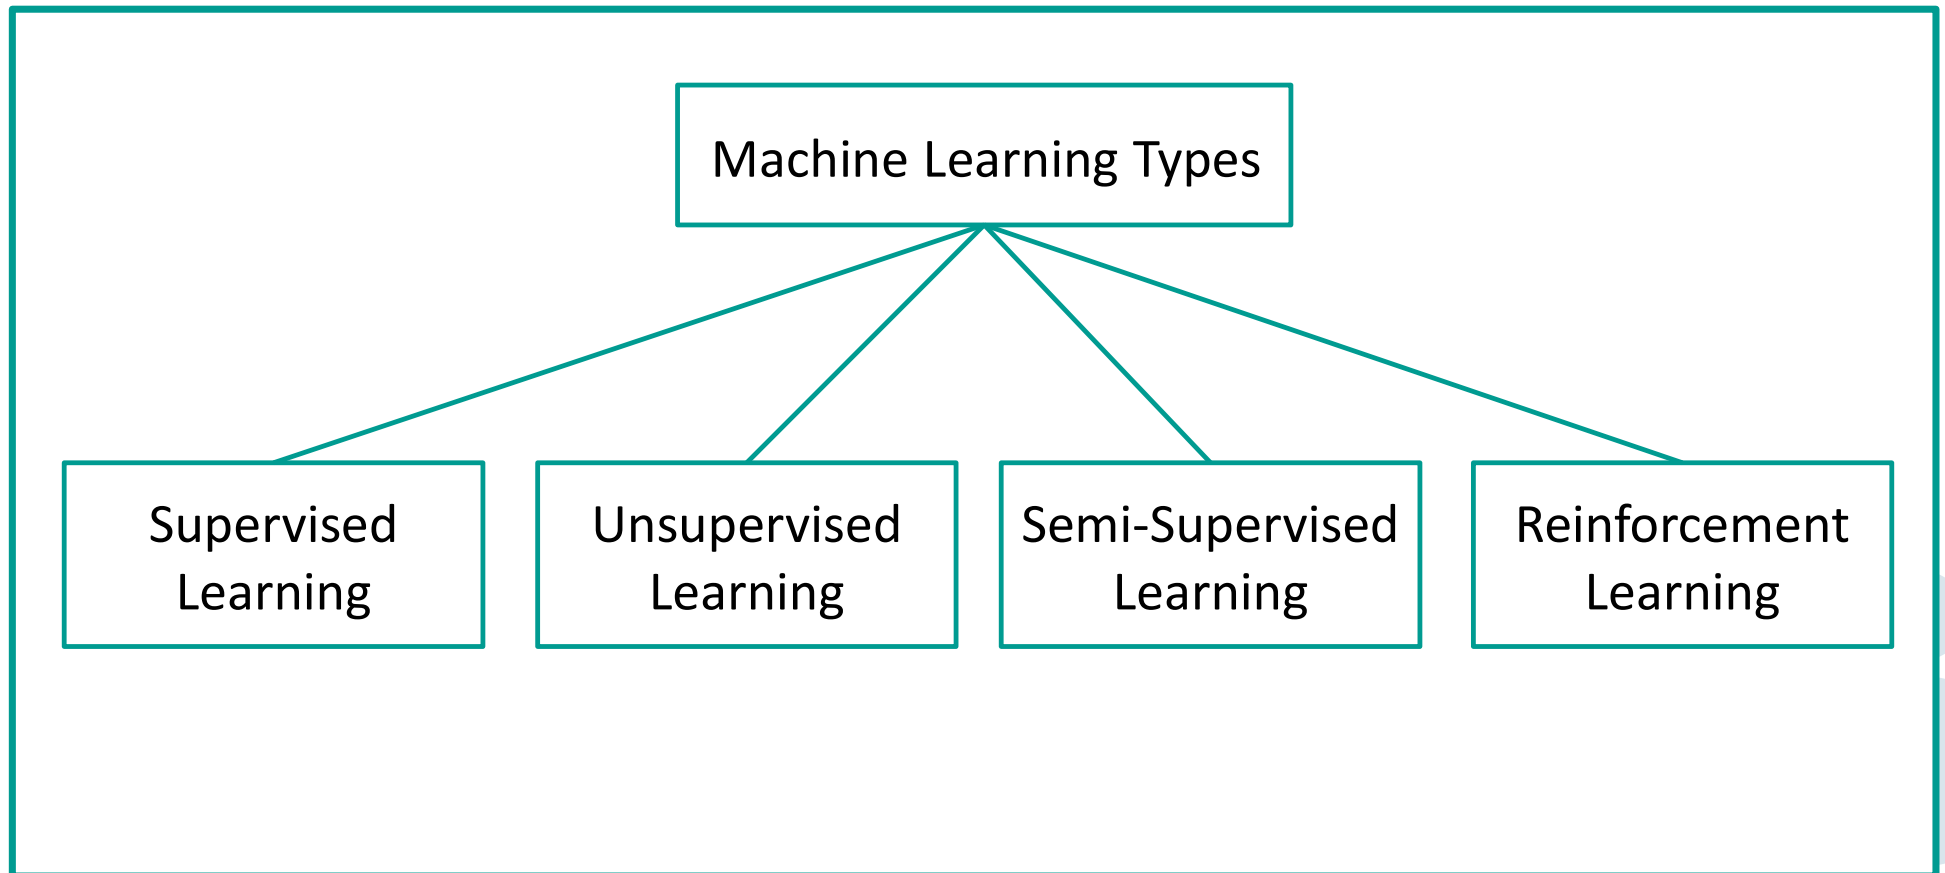 Machine Learning Types
Supervised
Learning
Unsupervised
Learning
Semi-Supervised
Learning
Reinforcement
Learning